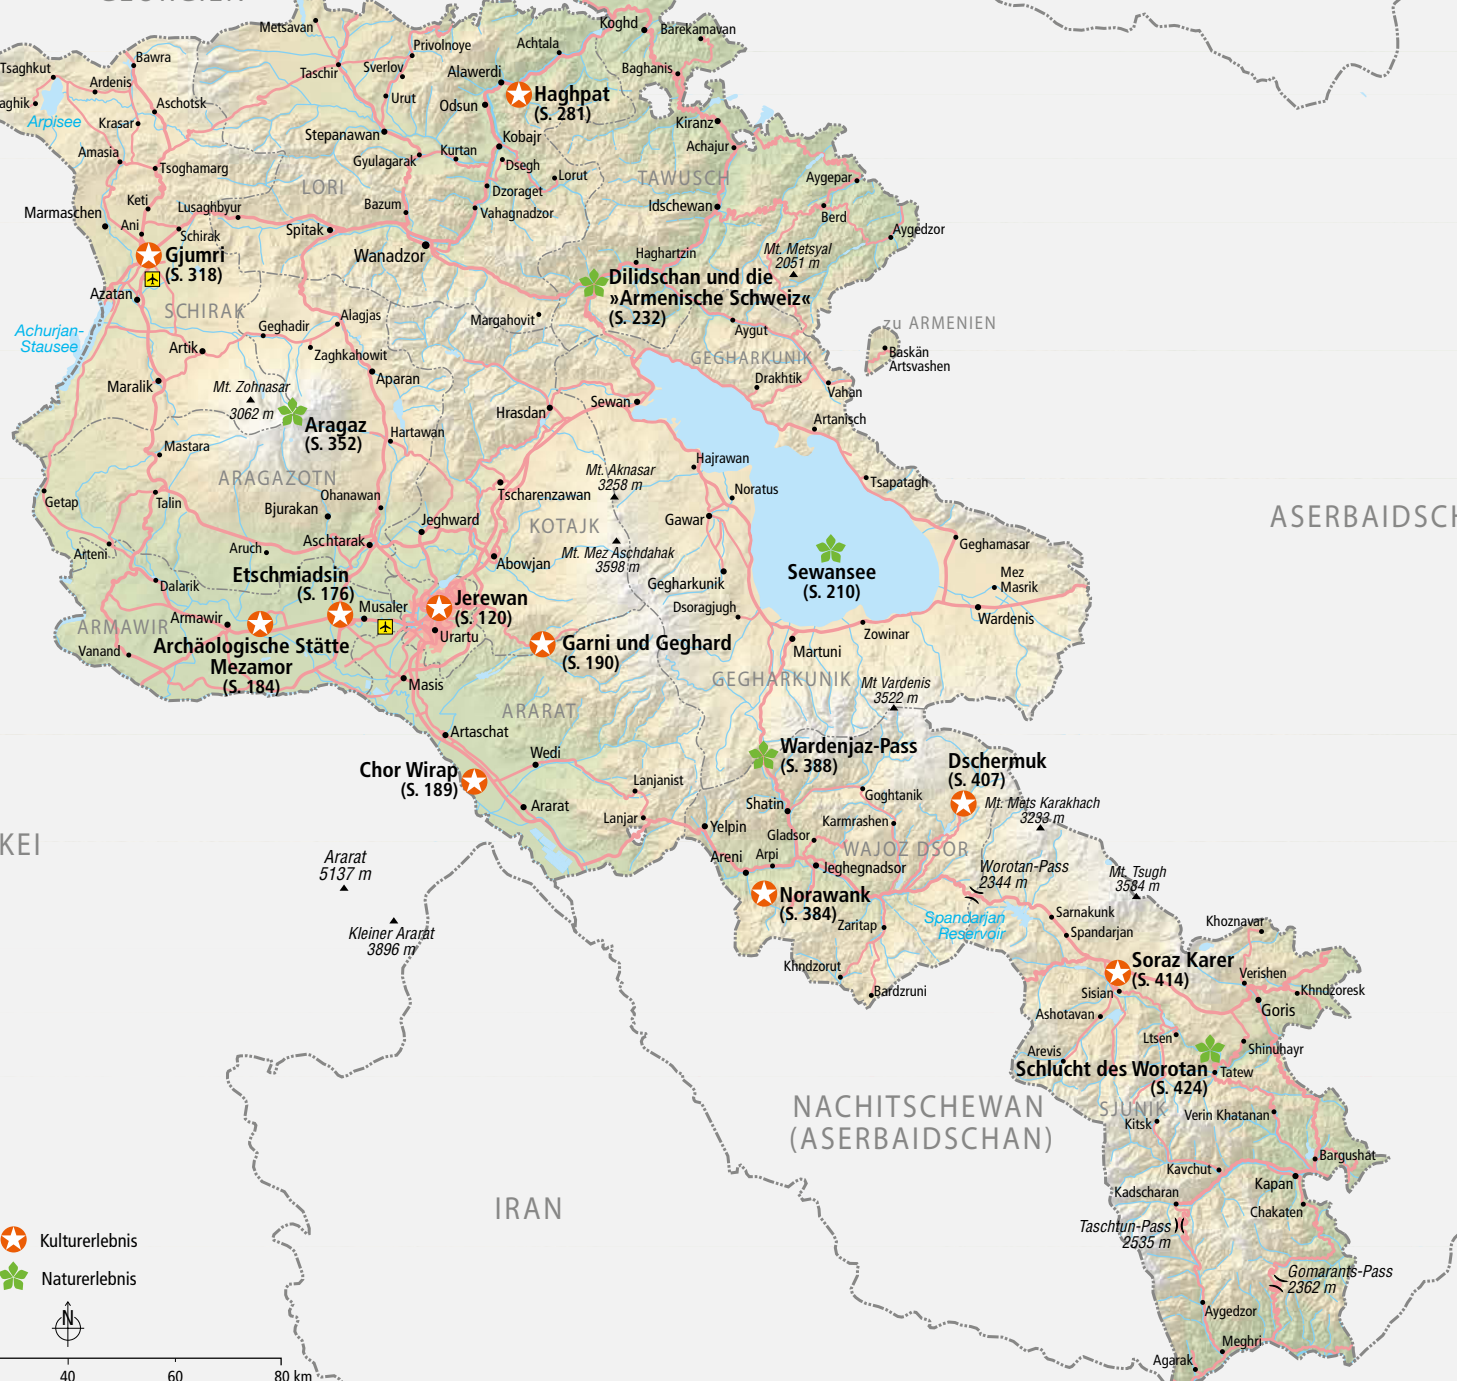 Metsavan
Koghd
Barekamavan
Privolnoye
Achtala
Bawra
Tsaghkut
Taschir
Sverlov
Alawerdi
Baghanis
Ardenis
Haghpat
(S. 281)
aghik
Aschotsk
Urut
Odsun
Arpisee
Krasar
Kiranz
Stepanawan
Kobajr
Amasia
Gyulagarak
Kurtan
Achajur
Tsoghamarg
Dsegh
LORI
Lorut
TAWUSCH
Aygepar
Dzoraget
Keti
Lusaghbyur
Bazum
Vahagnadzor
Idschewan
Marmaschen
Ani
Berd
Schirak
Spitak
Aygedzor
Gjumri
(S. 318)
Wanadzor
Haghartzin
Mt. Metsyal
2051 m
Dilidschan und die
»Armenische Schweiz«
(S. 232)
Azatan
SCHIRAK
Alagjas
Margahovit
zu ARMENIEN
Achurjan-
Stausee
Geghadir
Aygut
Artik
Zaghkahowit
GEGHARKUNIK
Baskän
Artsvashen
Maralik
Mt. Zohnasar
3062 m
Aparan
Drakhtik
Vahan
Hrasdan
Sewan
Artanisch
Aragaz
(S. 352)
Hartawan
Mastara
Hajrawan
ARAGAZOTN
Mt. Aknasar
3258 m
Tsapatagh
Getap
Talin
Ohanawan
Tscharenzawan
Noratus
Bjurakan
Jeghward
KOTAJK
Gawar
ASERBAIDSCH
Arteni
Aruch
Aschtarak
Abowjan
Mt. Mez Aschdahak
3598 m
Geghamasar
Etschmiadsin
(S. 176)
Gegharkunik
Sewansee
(S. 210)
Mez
Masrik
Dalarik
Jerewan
(S. 120)
Dsoragjugh
Armawir
Musaler
Wardenis
ARMAWIR
Urartu
Zowinar
Archäologische Stätte
Mezamor
(S. 184)
Vanand
Garni und Geghard
(S. 190)
Martuni
GEGHARKUNIK
Masis
Mt Vardenis
3522 m
ARARAT
Artaschat
Wardenjaz-Pass
(S. 388)
Wedi
Dschermuk
(S. 407)
Chor Wirap
(S. 189)
Lanjanist
Goghtanik
Ararat
Shatin
Mt. Mets Karakhach
3233 m
Lanjar
Yelpin
Karmrashen
Gladsor
KEI
WAJOZ DSOR
Areni
Arpi
Jeghegnadsor
Ararat
5137 m
Worotan-Pass
2344 m
Mt. Tsugh
3584 m
Norawank
(S. 384)
Spandarjan
Reservoir
Sarnakunk
Zaritap
Spandarjan
Khoznavar
Kleiner Ararat
3896 m
Khndzorut
Soraz Karer
(S. 414)
Verishen
Bardzruni
Sisian
Khndzoresk
Goris
Ashotavan
Ltsen
Arevis
Shinuhayr
Schlucht des Worotan
(S. 424)
Tatew
NACHITSCHEWAN
(ASERBAIDSCHAN)
SJUNIK
Kitsk
Verin Khatanan
Bargushat
Kavchut
Kapan
IRAN
Kadscharan
Chakaten
Taschtun-Pass
2535 m
Kulturerlebnis
Naturerlebnis
Gomarants-Pass
2362 m
N
Aygedzor
Meghri
Agarak
40 60 80 km